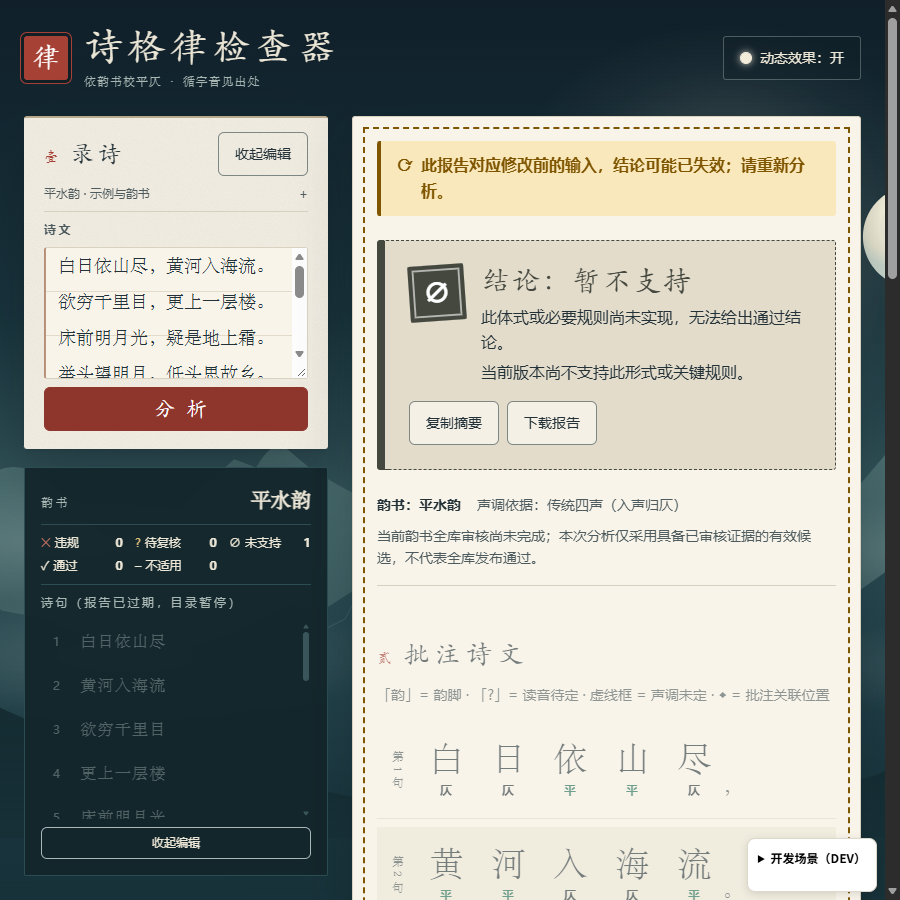 律
诗格律检查器
依韵书校平仄 · 循字音见出处
动态效果：开
壹 录诗
收起编辑
平水韵 · 示例与韵书 +
诗文
白日依山尽，黄河入海流。
欲穷千里目，更上一层楼。
床前明月光，疑是地上霜。
举头望明月，低头思故乡。
分析
韵书 平水韵
× 违规 0 ? 待复核 0 ∅ 未支持 1
✓ 通过 0 – 不适用 0
诗句（报告已过期，目录暂停）
1 白日依山尽
2 黄河入海流
3 欲穷千里目
4 更上一层楼
5 床前明月光
收起编辑
⟳ 此报告对应修改前的输入，结论可能已失效；请重新分
析。
∅
结论：暂不支持
此体式或必要规则尚未实现，无法给出通过结
论。
当前版本尚不支持此形式或关键规则。
复制摘要 下载报告
韵书：平水韵 声调依据：传统四声（入声归仄）
当前韵书全库审核尚未完成；本次分析仅采用具备已审核证据的有效候
选，不代表全库发布通过。
贰 批注诗文
「韵」= 韵脚 · 「?」= 读音待定 · 虚线框 = 声调未定 · ◆ = 批注关联位置
第1句
白日依山尽，
仄 仄 平 平 仄
第2句
黄河入海流。
平 平 仄 仄 平
▶ 开发场景（DEV）